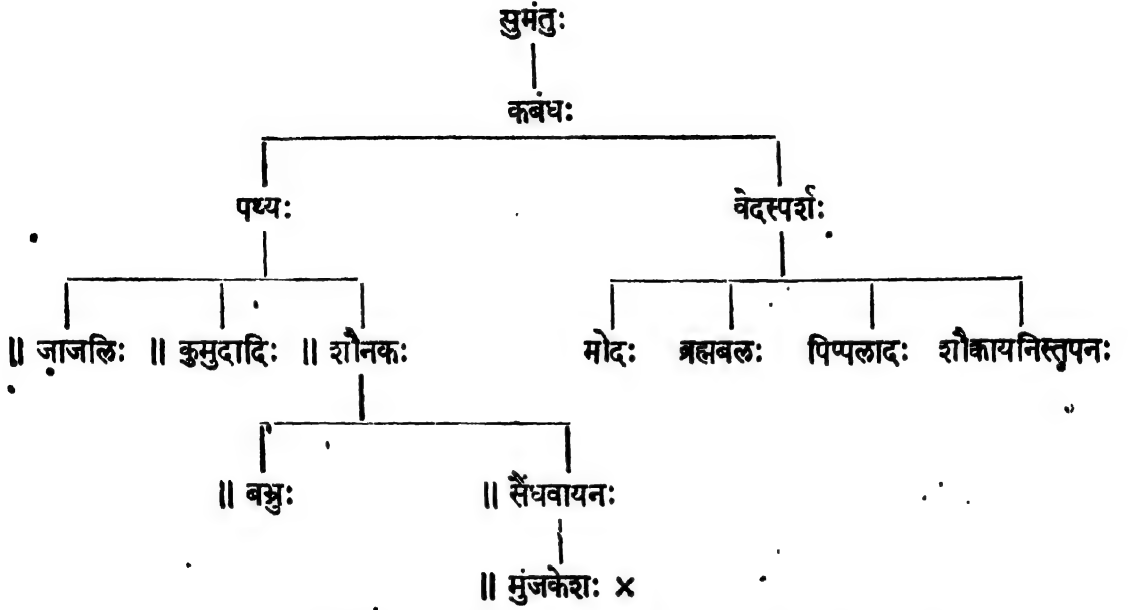 सुमंतुः
कबंधः
पथ्यः वेदस्पर्शः
|| जाजलिः || कुमुदादिः || शौनकः मोदः ब्रह्मबलः पिप्पलादः शौक्कायनिस्तपनः
|| बभ्रुः || सैंधवायनः
|| मुंजकेशः x